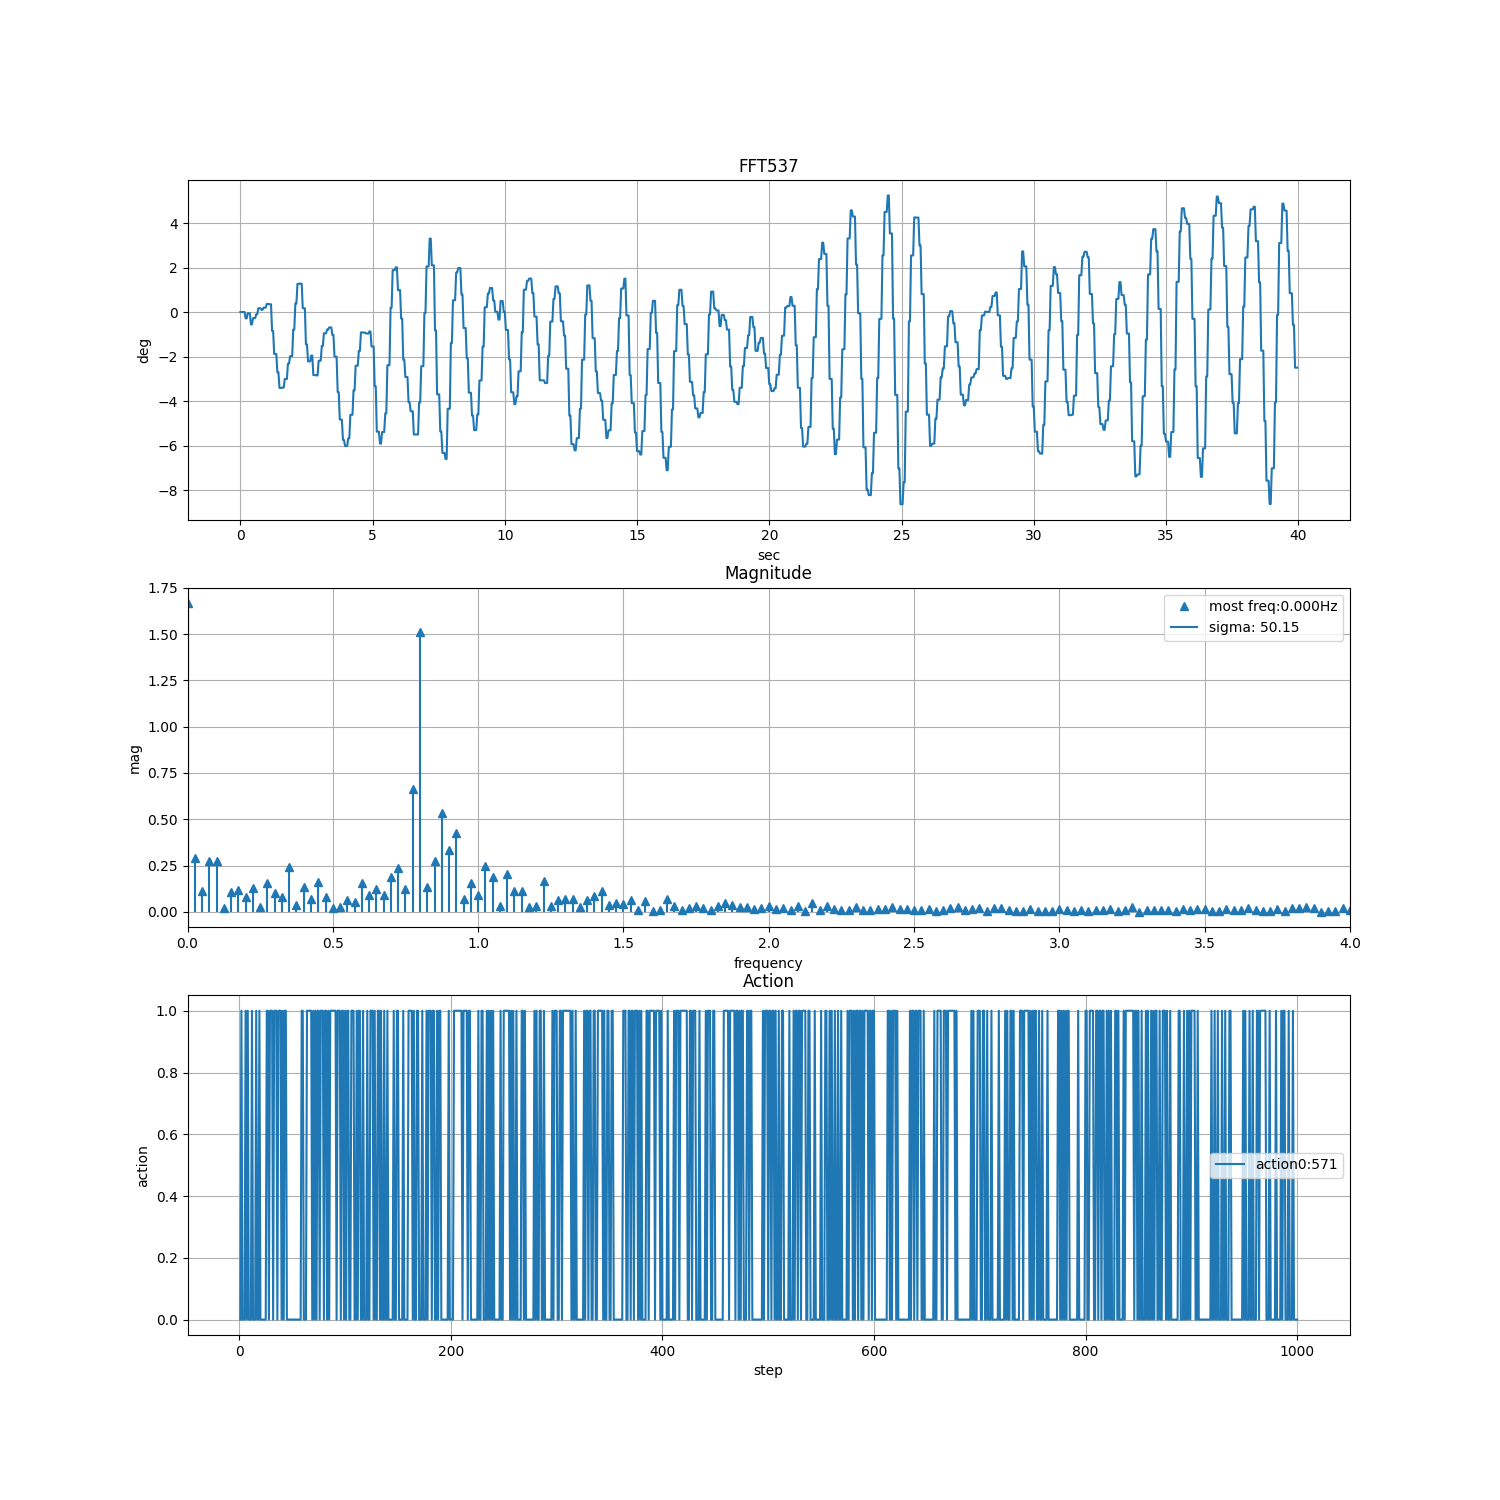 FFT537
4
2
0
−2
−4
−6
−8
deg
0 5 10 15 20 25 30 35 40
sec
Magnitude
1.75
1.50
1.25
1.00
0.75
0.50
0.25
0.00
mag
most freq:0.000Hz
sigma: 50.15
0.0 0.5 1.0 1.5 2.0 2.5 3.0 3.5 4.0
frequency
Action
1.0
0.8
0.6
0.4
0.2
0.0
action
action0:571
0 200 400 600 800 1000
step